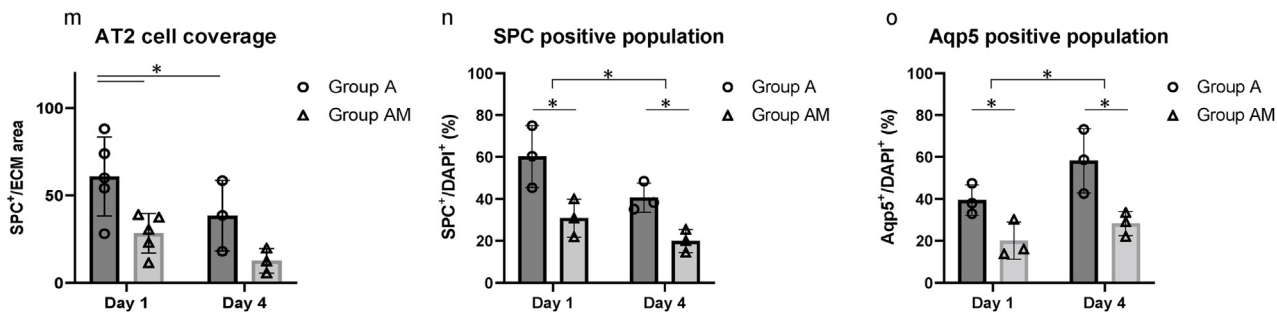 m
AT2 cell coverage
SPC⁺/ECM area
100
50
0
*
Day 1
Day 4
Group A
Group AM
n
SPC positive population
SPC⁺/DAPI⁺ (%)
100
80
60
40
20
0
*
*
*
Day 1
Day 4
Group A
Group AM
o
Aqp5 positive population
Aqp5⁺/DAPI⁺ (%)
100
80
60
40
20
0
*
*
*
Day 1
Day 4
Group A
Group AM